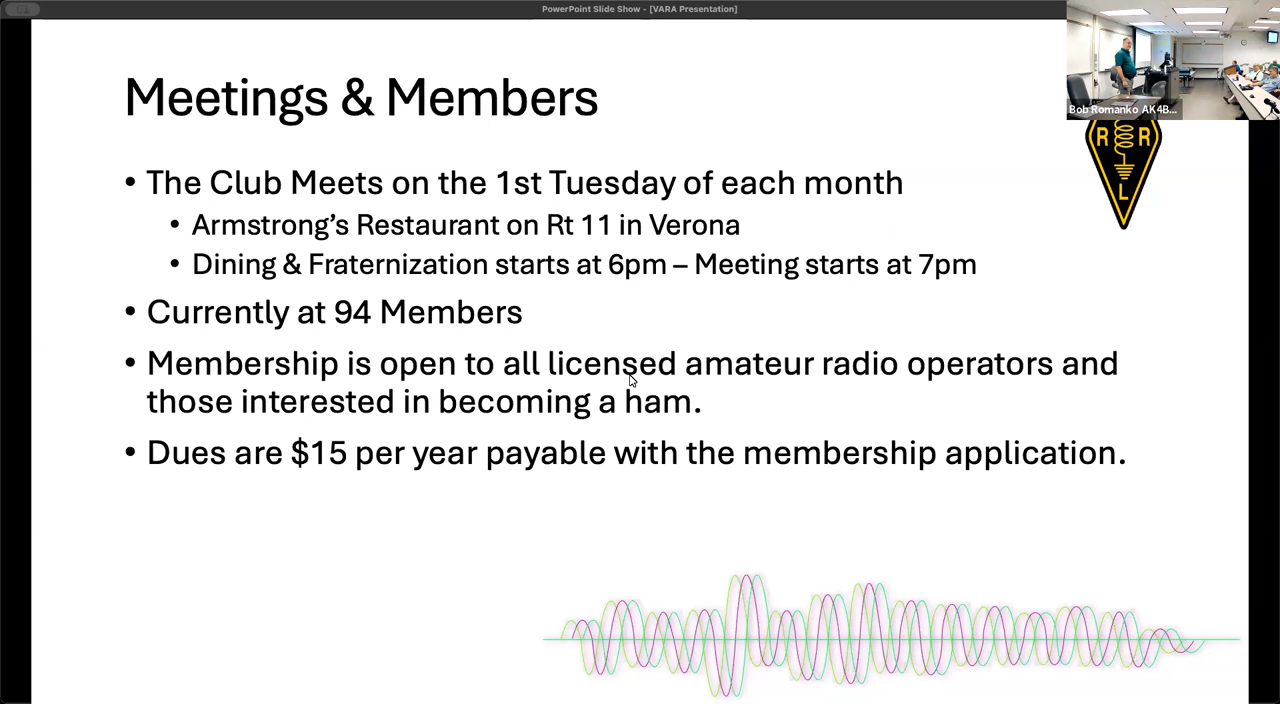 PowerPoint Slide Show - [VARA Presentation]
Bob Romanko AK4B...
Meetings & Members
R R
L
• The Club Meets on the 1st Tuesday of each month
• Armstrong’s Restaurant on Rt 11 in Verona
• Dining & Fraternization starts at 6pm – Meeting starts at 7pm
• Currently at 94 Members
• Membership is open to all licensed amateur radio operators and
those interested in becoming a ham.
• Dues are $15 per year payable with the membership application.